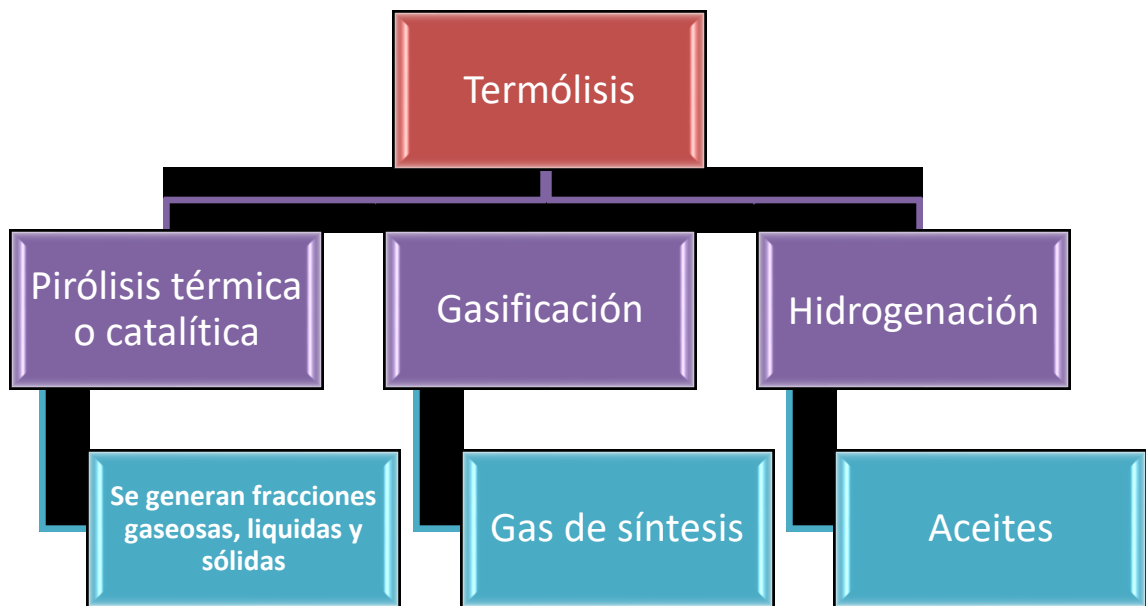 Termólisis
Pirólisis térmica
o catalítica
Gasificación
Hidrogenación
Se generan fracciones
gaseosas, liquidas y
sólidas
Gas de síntesis
Aceites